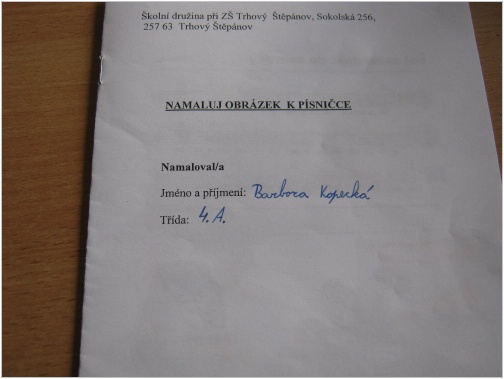 Školní družina při ZŠ Trhový Štěpánov, Sokolská 256,
257 63 Trhový Štěpánov
NAMALUJ OBRÁZEK K PÍSNIČCE
Namaloval/a
Jméno a příjmení: Barbora Kopecká
Třída: 4. A.